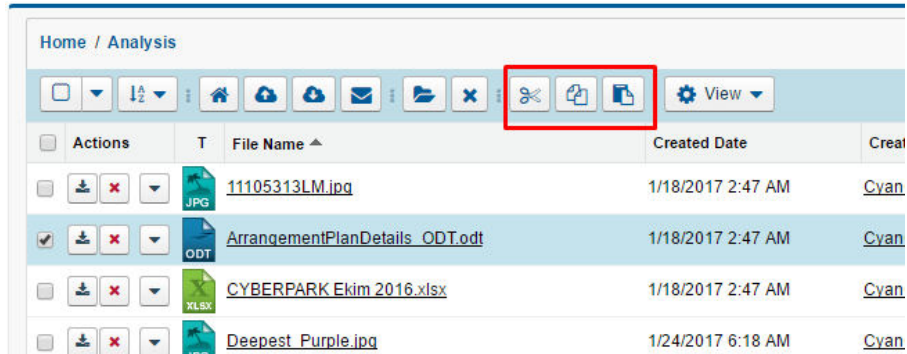 Home / Analysis
View
Actions T File Name Created Date
JPG 11105313LM.jpg 1/18/2017 2:47 AM Cyan
ODT ArrangementPlanDetails_ODT.odt 1/18/2017 2:47 AM Cyan
XLSX CYBERPARK Ekim 2016.xlsx 1/18/2017 2:47 AM Cyan
Deepest_Purple.jpg 1/24/2017 6:18 AM Cyan